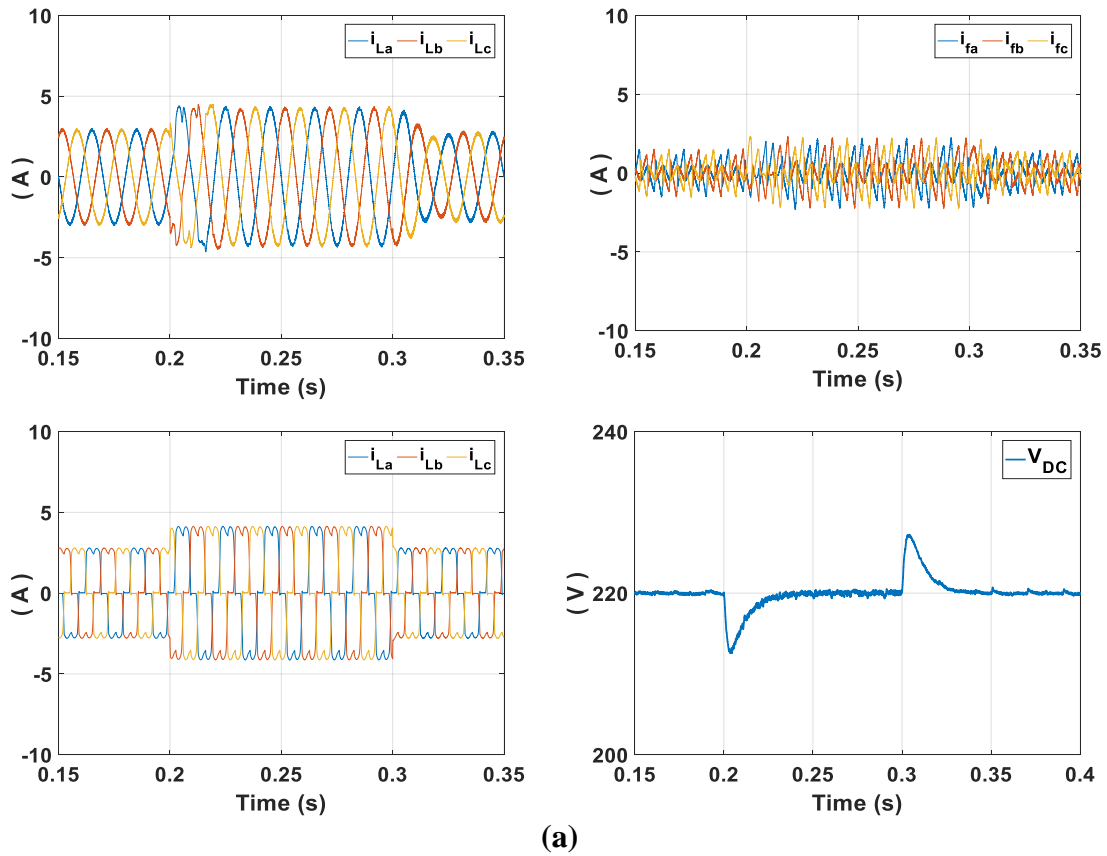 10
5
0
-5
-10
( A )
i_La i_Lb i_Lc
0.15 0.2 0.25 0.3 0.35
Time (s)
10
5
0
-5
-10
( A )
i_fa i_fb i_fc
0.15 0.2 0.25 0.3 0.35
Time (s)
10
5
0
-5
-10
( A )
i_La i_Lb i_Lc
0.15 0.2 0.25 0.3 0.35
Time (s)
240
220
200
( V )
V_DC
0.15 0.2 0.25 0.3 0.35 0.4
Time (s)
(a)